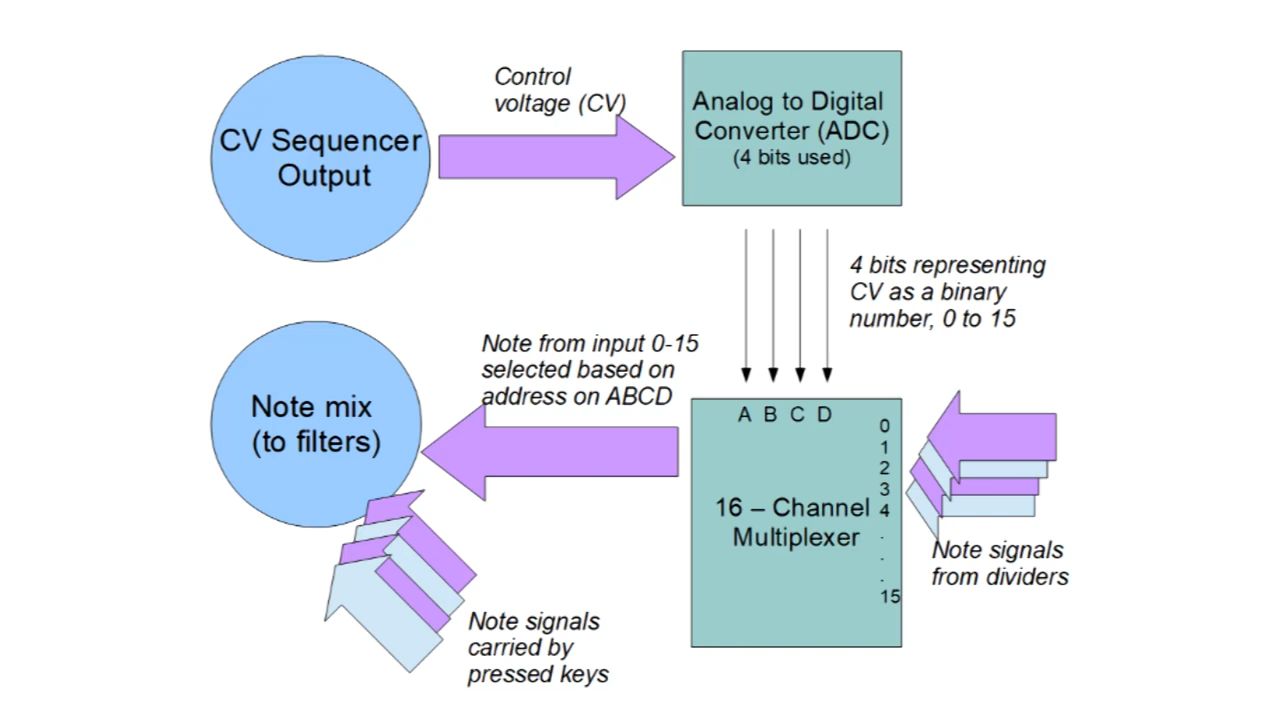 CV Sequencer
Output
Control
voltage (CV)
Analog to Digital
Converter (ADC)
(4 bits used)
4 bits representing
CV as a binary
number, 0 to 15
Note mix
(to filters)
Note from input 0-15
selected based on
address on ABCD
A B C D
0
1
2
3
4
.
.
.
15
16 – Channel
Multiplexer
Note signals
from dividers
Note signals
carried by
pressed keys